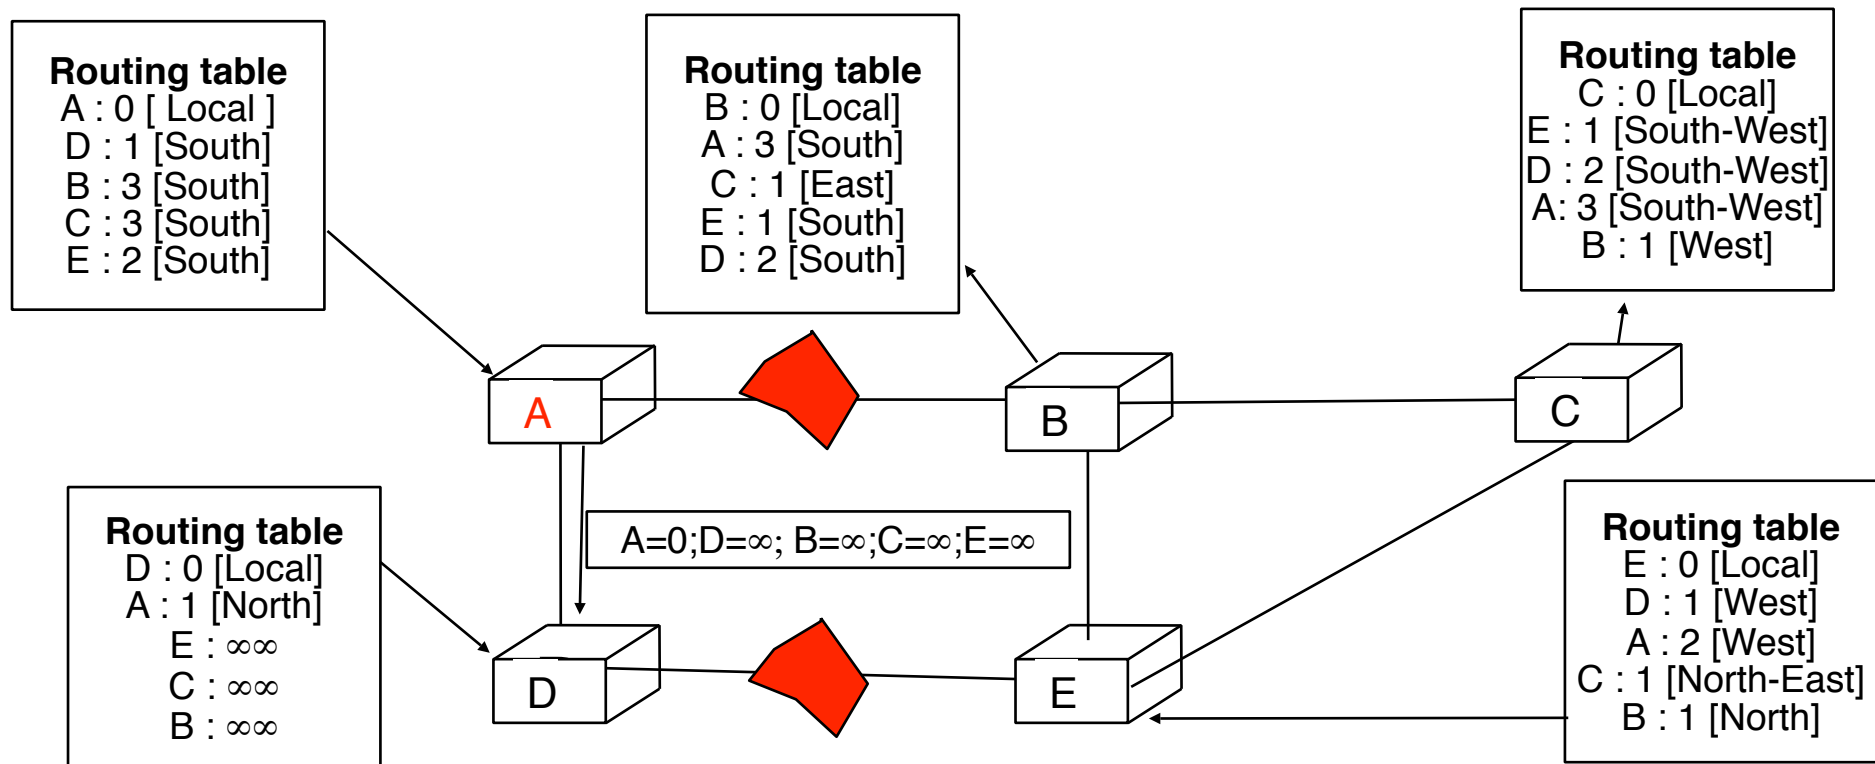 Routing table
A : 0 [ Local ]
D : 1 [South]
B : 3 [South]
C : 3 [South]
E : 2 [South]
Routing table
B : 0 [Local]
A : 3 [South]
C : 1 [East]
E : 1 [South]
D : 2 [South]
Routing table
C : 0 [Local]
E : 1 [South-West]
D : 2 [South-West]
A: 3 [South-West]
B : 1 [West]
A
B
C
Routing table
D : 0 [Local]
A : 1 [North]
E : ∞∞
C : ∞∞
B : ∞∞
A=0;D=∞; B=∞;C=∞;E=∞
D
E
Routing table
E : 0 [Local]
D : 1 [West]
A : 2 [West]
C : 1 [North-East]
B : 1 [North]